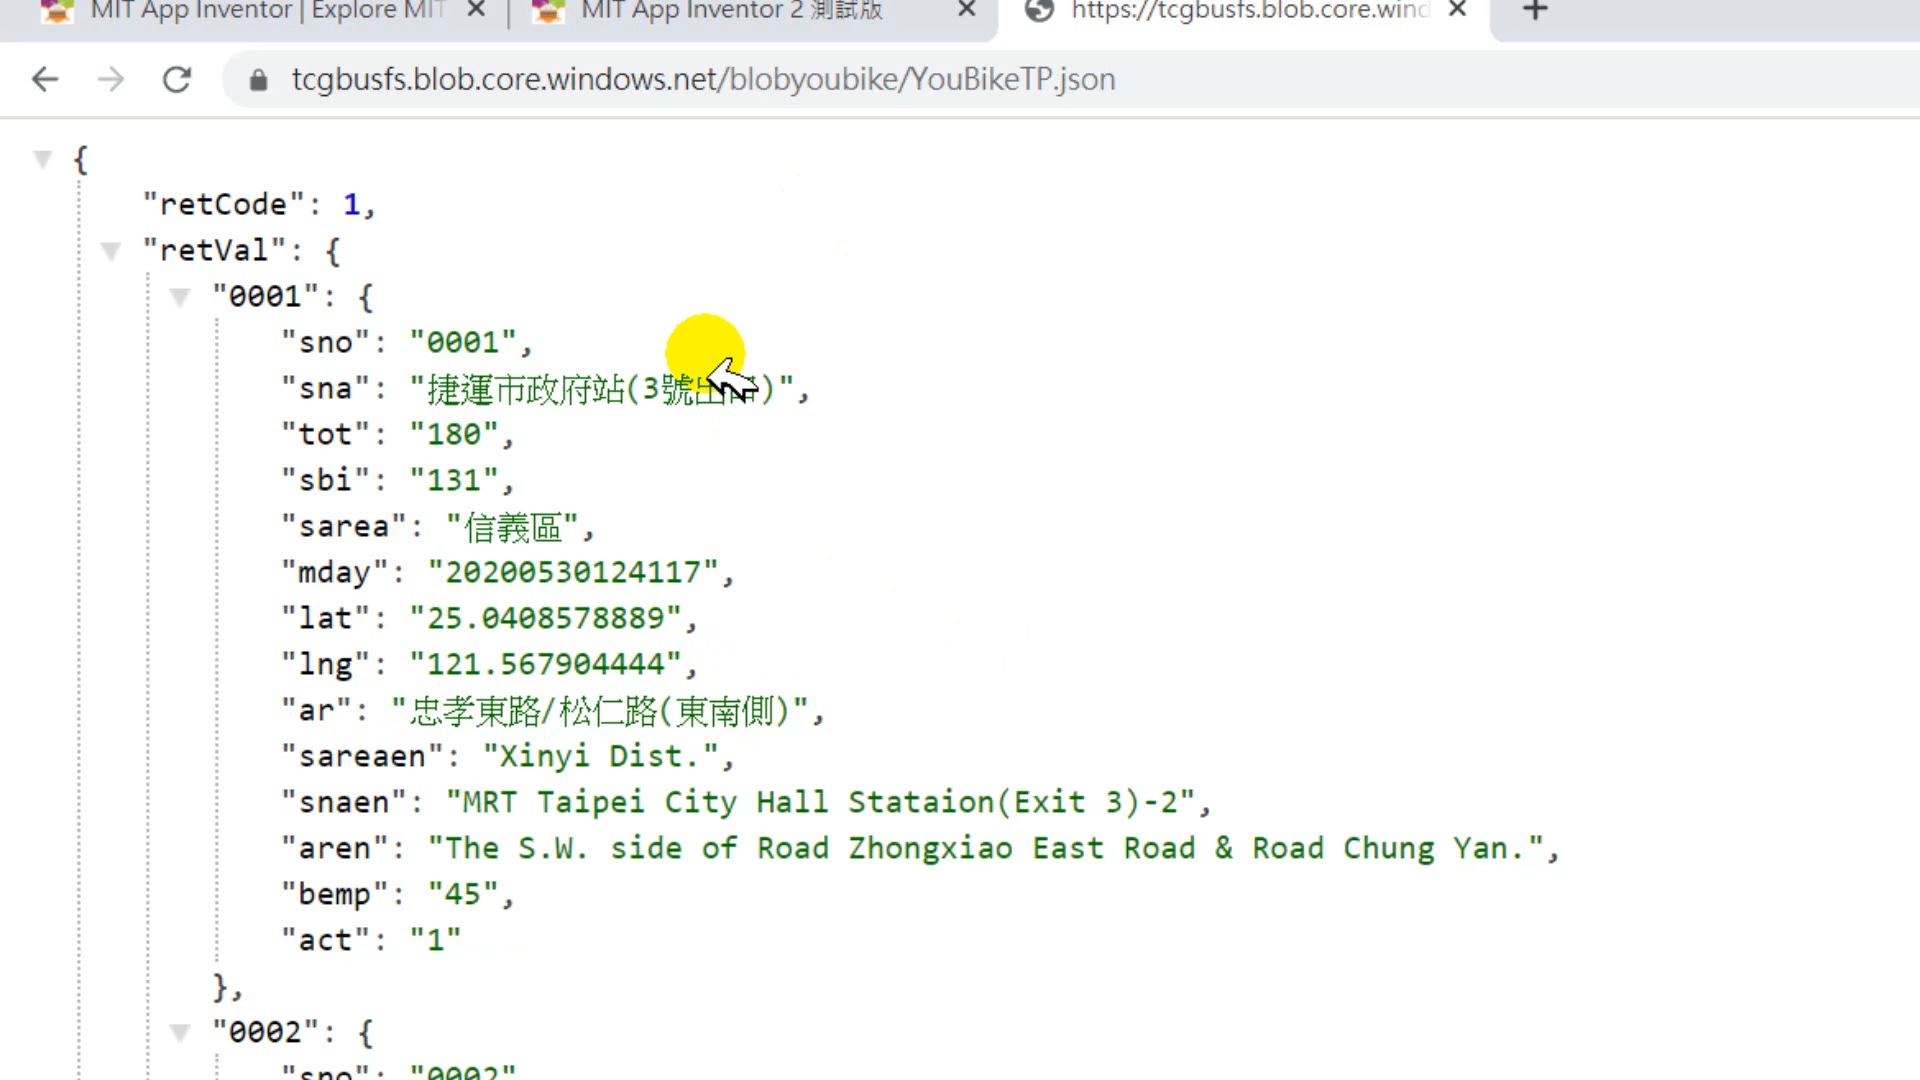 MIT App Inventor | Explore MIT
MIT App Inventor 2 測試版
https://tcgbusfs.blob.core.wind
tcgbusfs.blob.core.windows.net/blobyoubike/YouBikeTP.json
{
"retCode": 1,
"retVal": {
"0001": {
"sno": "0001",
"sna": "捷運市政府站(3號出口)",
"tot": "180",
"sbi": "131",
"sarea": "信義區",
"mday": "20200530124117",
"lat": "25.0408578889",
"lng": "121.567904444",
"ar": "忠孝東路/松仁路(東南側)",
"sareaen": "Xinyi Dist.",
"snaen": "MRT Taipei City Hall Stataion(Exit 3)-2",
"aren": "The S.W. side of Road Zhongxiao East Road & Road Chung Yan.",
"bemp": "45",
"act": "1"
},
"0002": {
"sno": "0002"